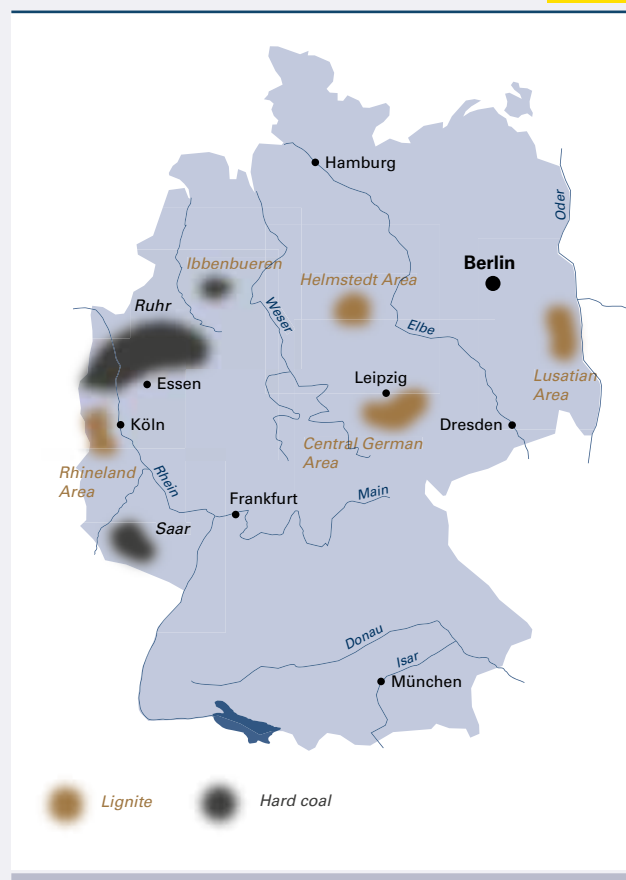 Hamburg
Oder
Ibbenbueren
Berlin
Helmstedt Area
Ruhr
Weser
Elbe
Essen
Leipzig
Lusatian
Area
Köln
Dresden
Central German
Area
Rhineland
Area
Rhein
Frankfurt
Main
Saar
Donau
Isar
München
Lignite
Hard coal